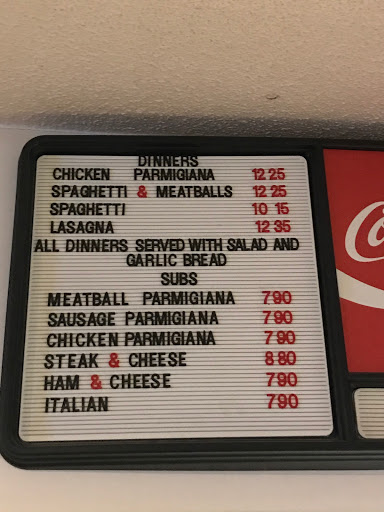 DINNERS
CHICKEN PARMIGIANA 12 25
SPAGHETTI & MEATBALLS 12 25
SPAGHETTI 10 15
LASAGNA 12 35
ALL DINNERS SERVED WITH SALAD AND
GARLIC BREAD
SUBS
MEATBALL PARMIGIANA 7 90
SAUSAGE PARMIGIANA 7 90
CHICKEN PARMIGIANA 7 90
STEAK & CHEESE 8 80
HAM & CHEESE 7 90
ITALIAN 7 90